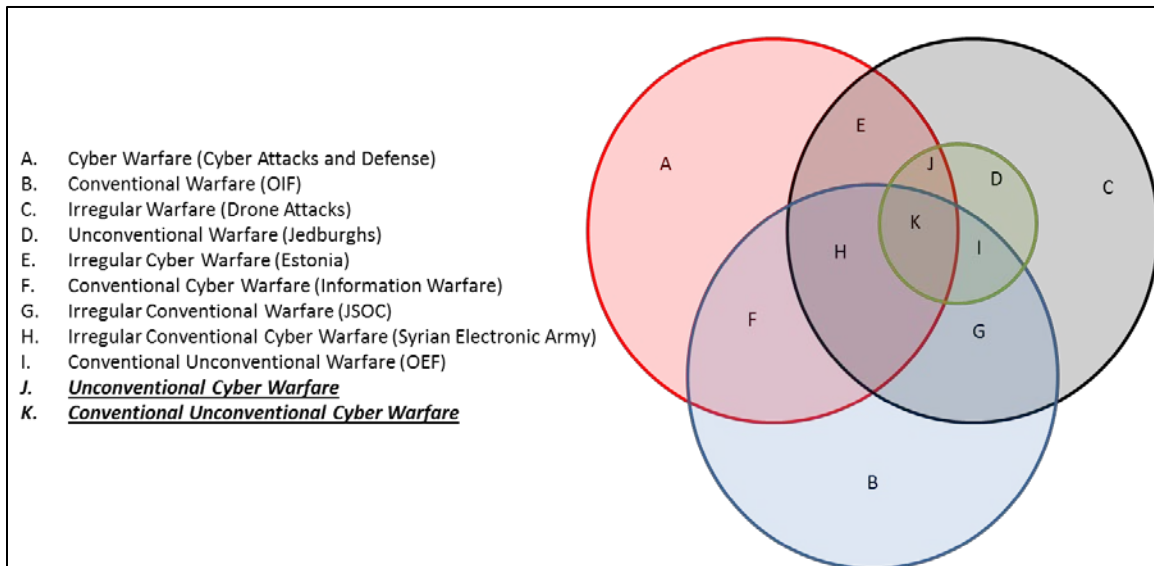 A. Cyber Warfare (Cyber Attacks and Defense)
B. Conventional Warfare (OIF)
C. Irregular Warfare (Drone Attacks)
D. Unconventional Warfare (Jedburghs)
E. Irregular Cyber Warfare (Estonia)
F. Conventional Cyber Warfare (Information Warfare)
G. Irregular Conventional Warfare (JSOC)
H. Irregular Conventional Cyber Warfare (Syrian Electronic Army)
I. Conventional Unconventional Warfare (OEF)
J. Unconventional Cyber Warfare
K. Conventional Unconventional Cyber Warfare
E
A
J
D
C
K
H
I
F
G
B